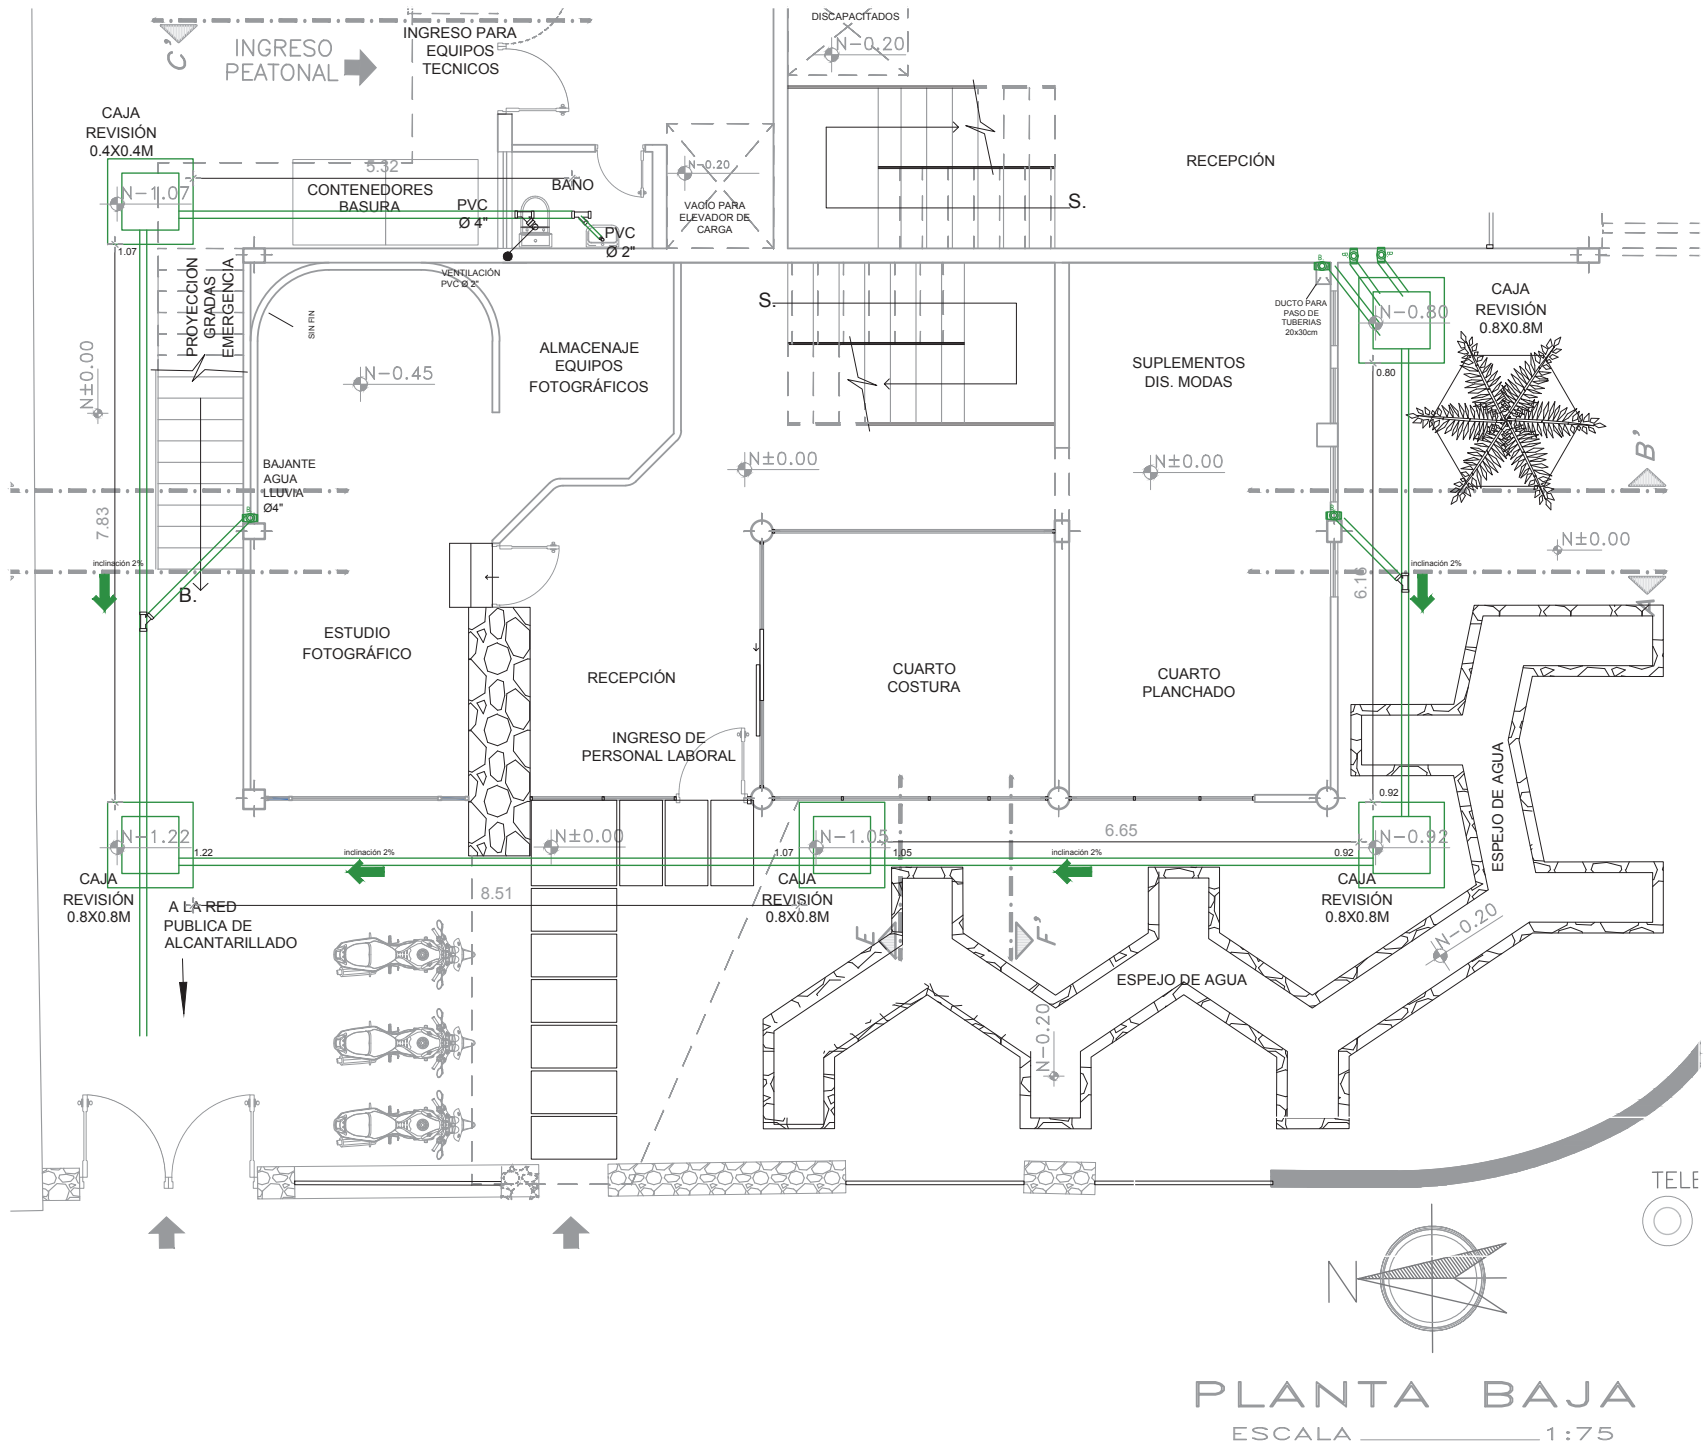 DISCAPACITADOS
N-0.20
C'
INGRESO
PEATONAL
INGRESO PARA
EQUIPOS
TECNICOS
CAJA
REVISIÓN
0.4X0.4M
N-1.07
5.32
CONTENEDORES
BASURA
PVC
Ø 4"
BAÑO
PVC
Ø 2"
N-0.20
VACIO PARA
ELEVADOR DE
CARGA
S.
RECEPCIÓN
1.07
PROYECCION
GRADAS
EMERGENCIA
VENTILACIÓN
PVC Ø 2"
SIN FIN
S.
DUCTO PARA
PASO DE
TUBERIAS
20x30cm
N-0.80
CAJA
REVISIÓN
0.8X0.8M
0.80
N±0.00
N-0.45
ALMACENAJE
EQUIPOS
FOTOGRÁFICOS
SUPLEMENTOS
DIS. MODAS
BAJANTE
AGUA
LLUVIA
Ø4"
N±0.00
N±0.00
B'
7.83
inclinación 2%
B.
N±0.00
inclinación 2%
6.16
A
ESTUDIO
FOTOGRÁFICO
RECEPCIÓN
CUARTO
COSTURA
CUARTO
PLANCHADO
INGRESO DE
PERSONAL LABORAL
ESPEJO DE AGUA
0.92
N-1.22
1.22
inclinación 2%
N±0.00
1.07
N-1.05
1.05
6.65
inclinación 2%
0.92
N-0.92
CAJA
REVISIÓN
0.8X0.8M
8.51
CAJA
REVISIÓN
0.8X0.8M
CAJA
REVISIÓN
0.8X0.8M
A LA RED
PUBLICA DE
ALCANTARILLADO
E
F'
N-0.20
ESPEJO DE AGUA
N-0.20
TELE
N
PLANTA BAJA
ESCALA 1:75